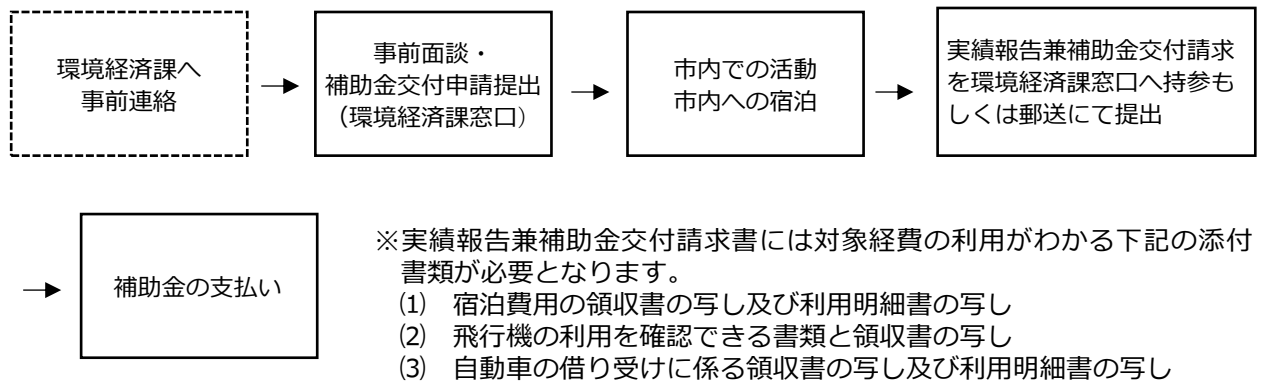 環境経済課へ
事前連絡
事前面談・
補助金交付申請提出
（環境経済課窓口）
市内での活動
市内への宿泊
実績報告兼補助金交付請求
を環境経済課窓口へ持参も
しくは郵送にて提出
補助金の支払い
※実績報告兼補助金交付請求書には対象経費の利用がわかる下記の添付
書類が必要となります。
⑴　宿泊費用の領収書の写し及び利用明細書の写し
⑵　飛行機の利用を確認できる書類と領収書の写し
⑶　自動車の借り受けに係る領収書の写し及び利用明細書の写し